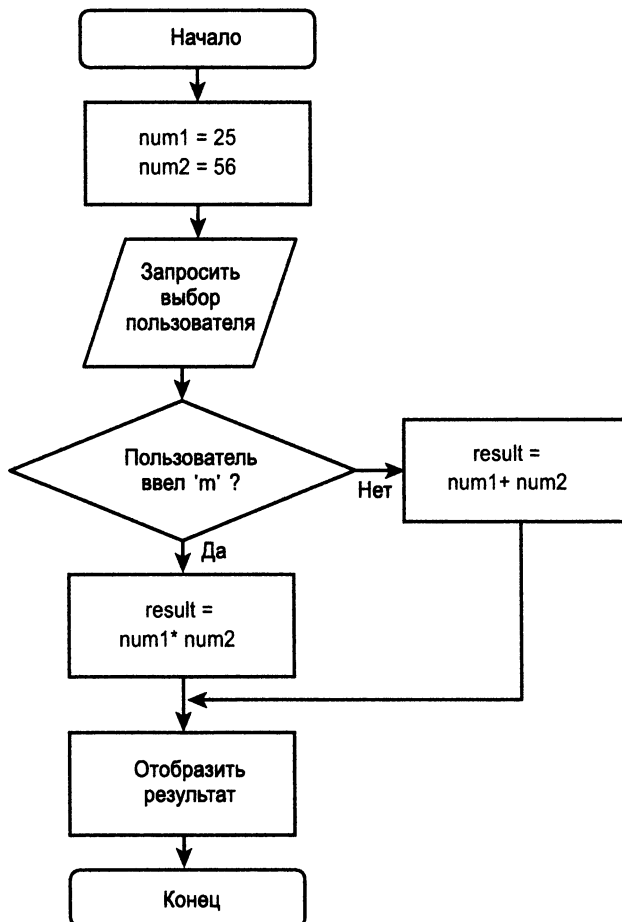 Начало
num1 = 25
num2 = 56
Запросить
выбор
пользователя
Пользователь
ввел 'm' ?
Нет
result =
num1+ num2
Да
result =
num1* num2
Отобразить
результат
Конец